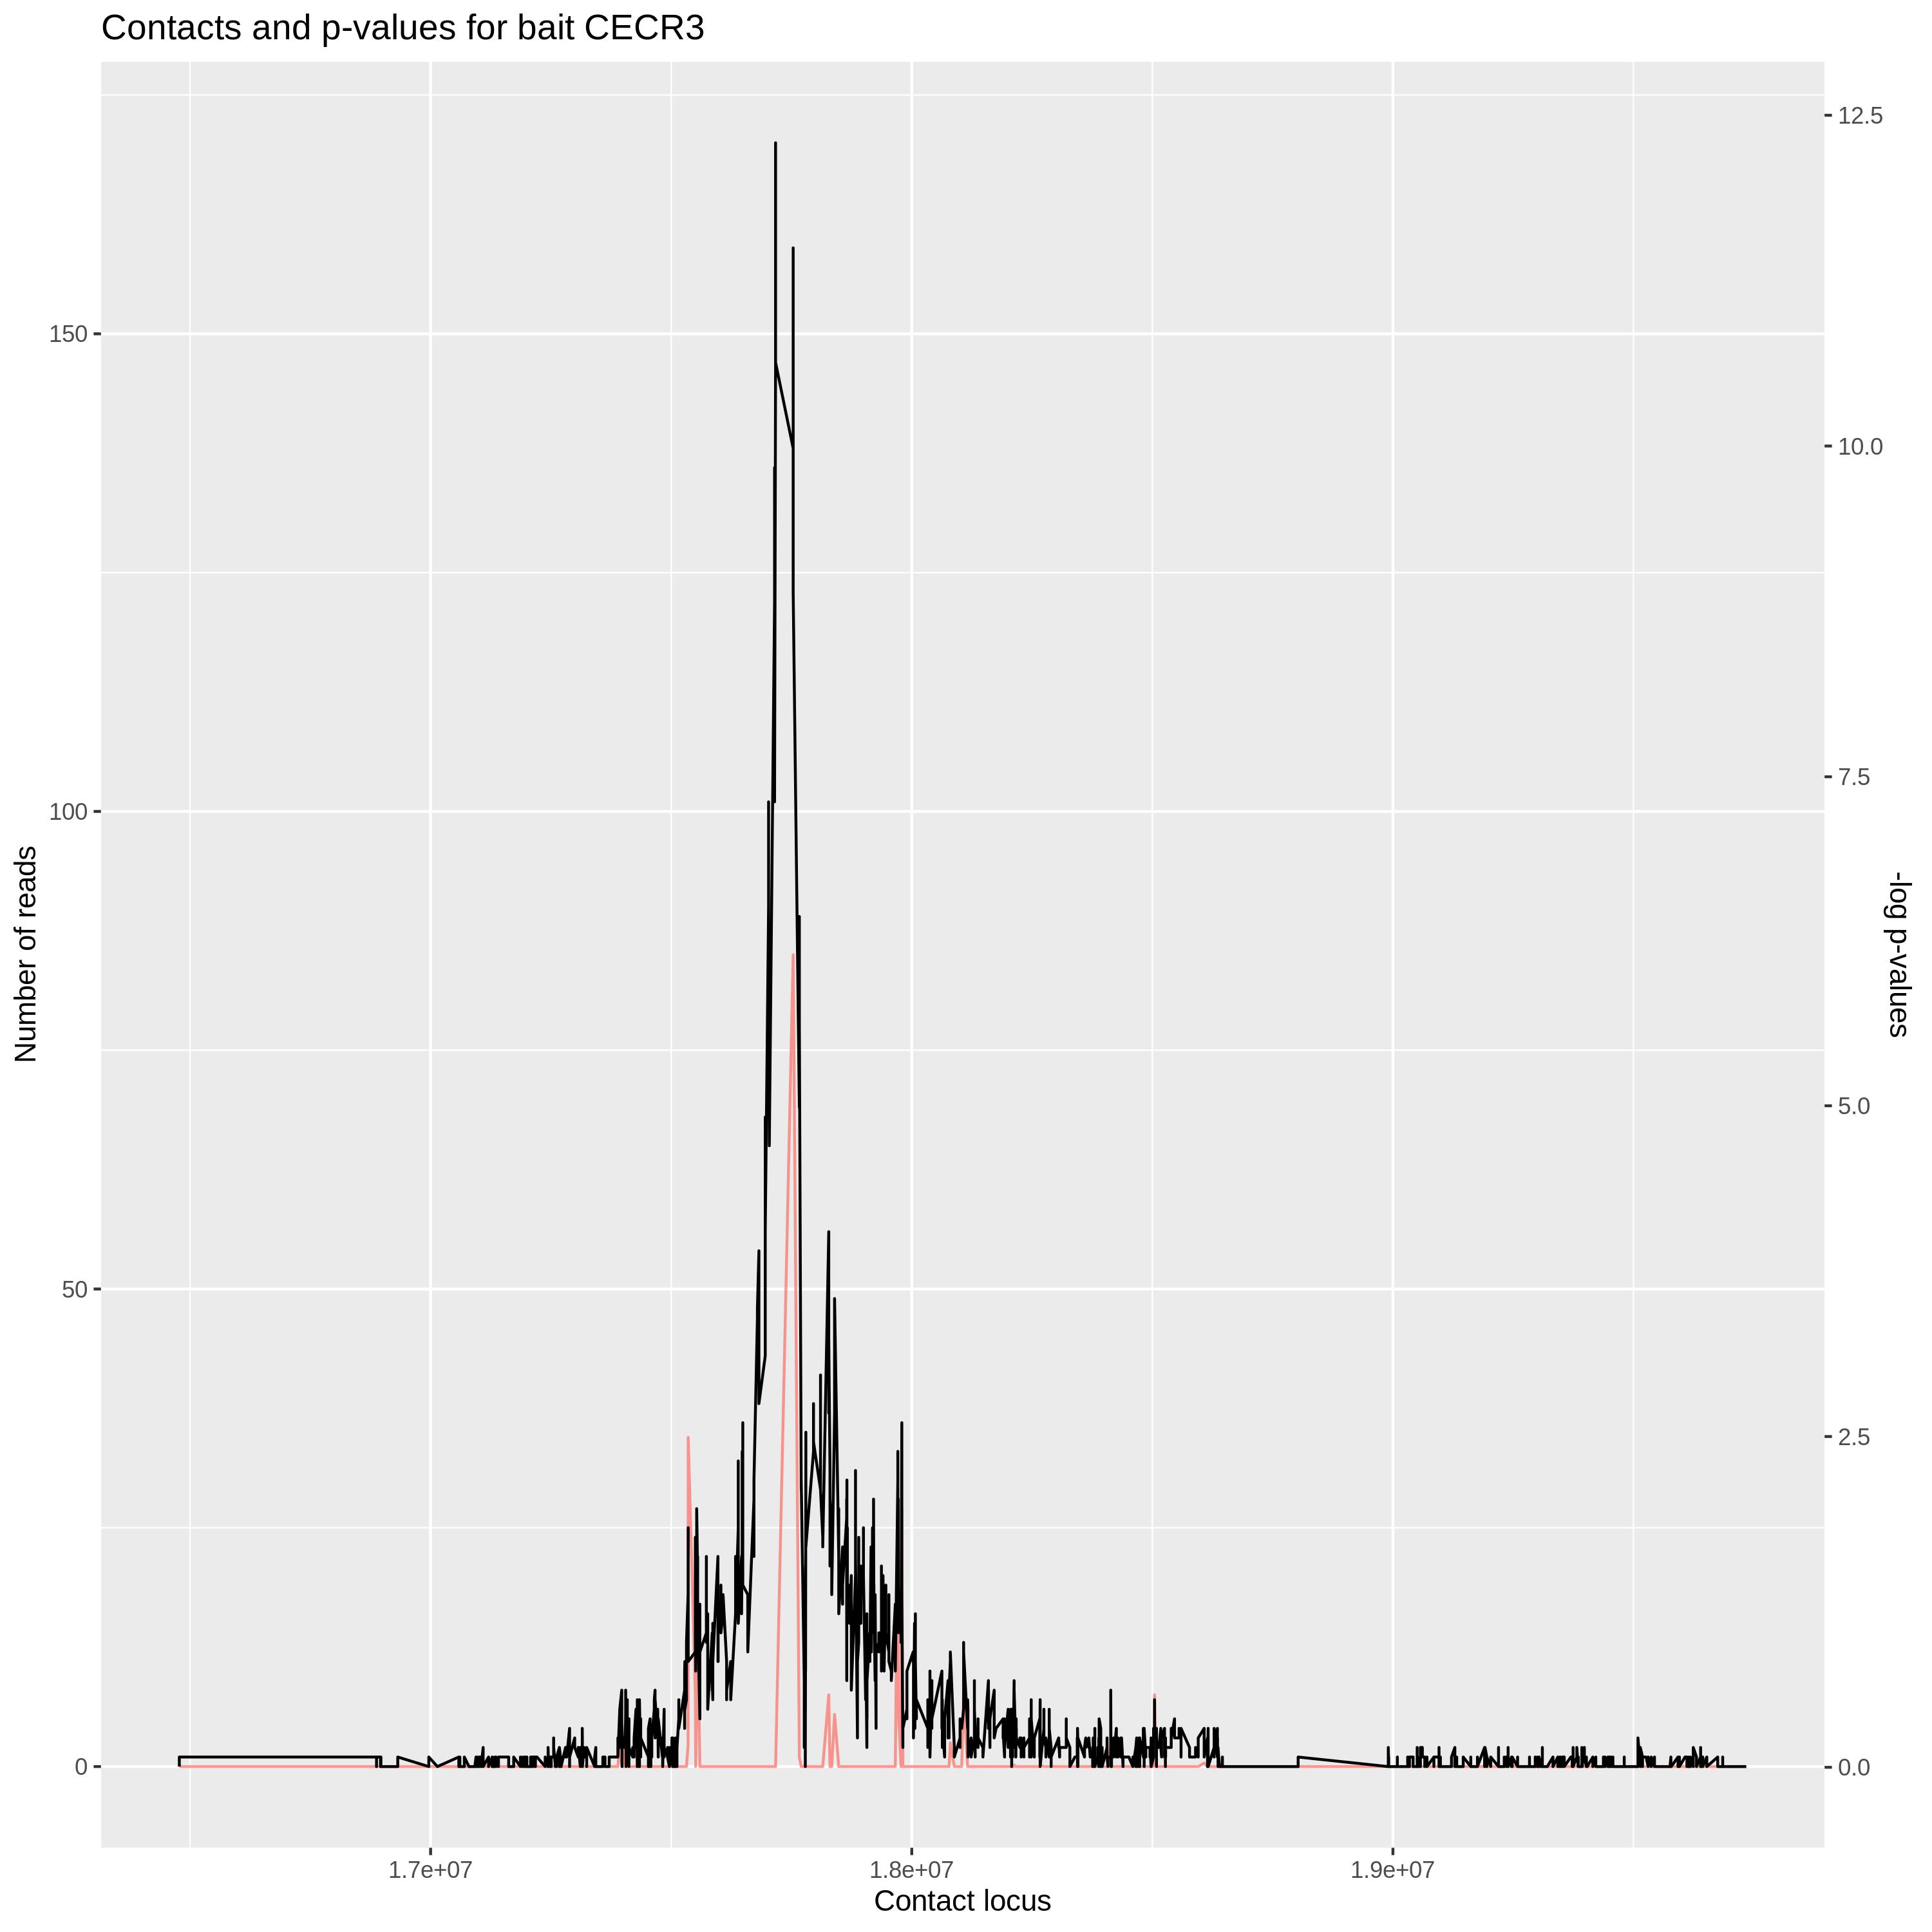 Contacts and p-values for bait CECR3
Number of reads
150
100
50
0
12.5
10.0
7.5
5.0
2.5
0.0
-log p-values
1.7e+07
1.8e+07
1.9e+07
Contact locus